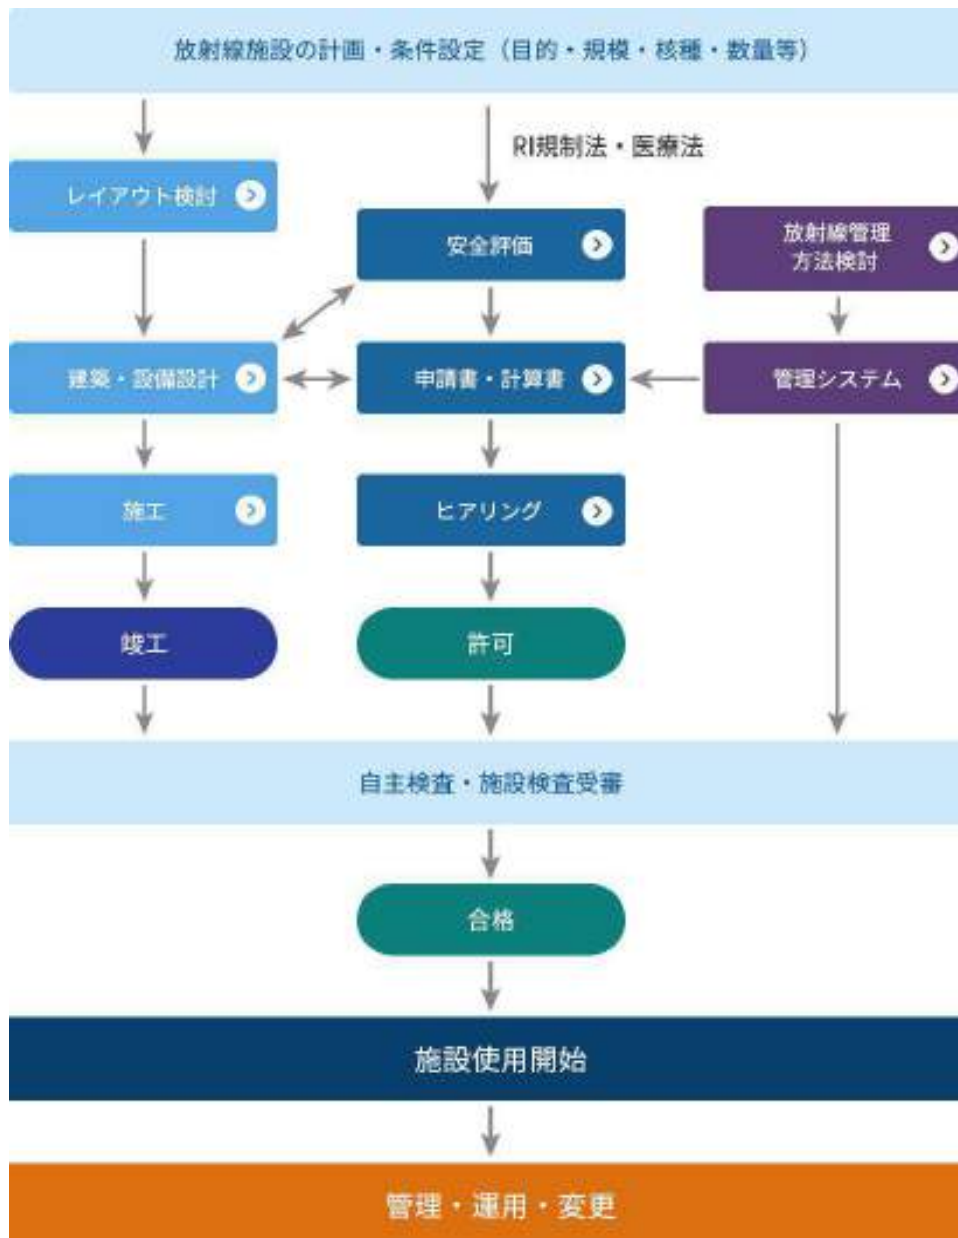 放射線施設の計画・条件設定（目的・規模・核種・数量等）
RI規制法・医療法
レイアウト検討
安全評価
放射線管理
方法検討
建築・設備設計
申請書・計算書
管理システム
施工
ヒアリング
竣工
許可
自主検査・施設検査受審
合格
施設使用開始
管理・運用・変更